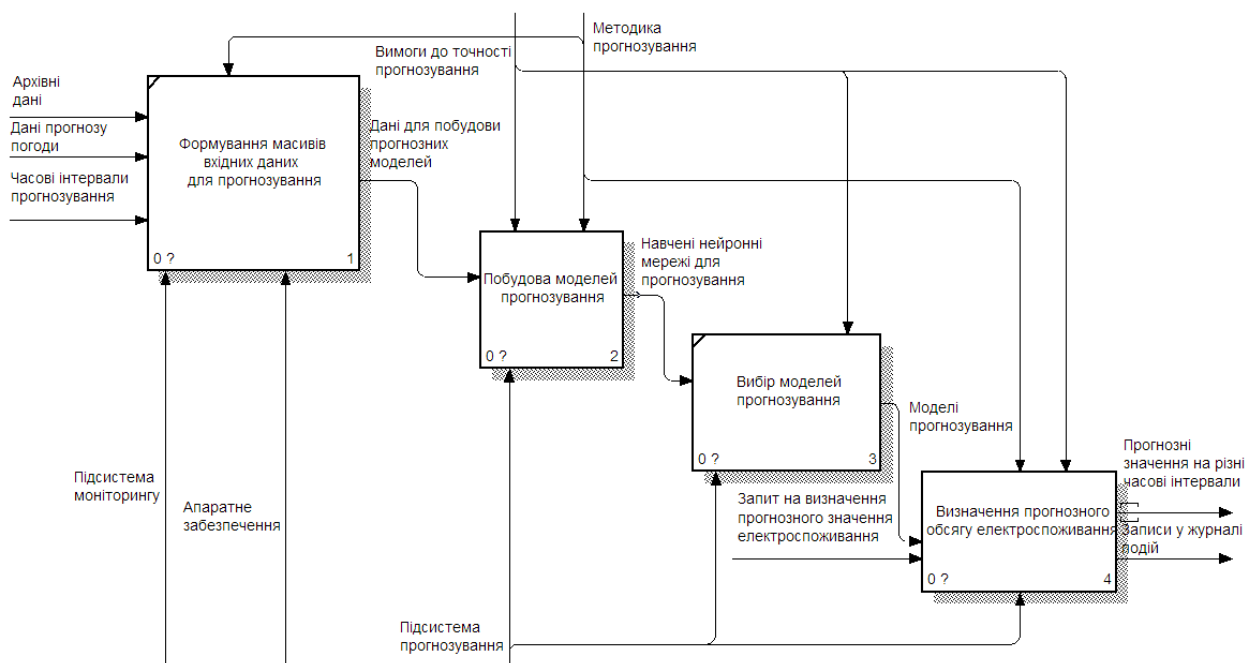 Методика
прогнозування
Вимоги до точності
прогнозування
Архівні
дані
Дані прогнозу
погоди
Часові інтервали
прогнозування
Формування масивів
вхідних даних
для прогнозування
0 ?
1
Дані для побудови
прогнозних
моделей
Побудова моделей
прогнозування
0 ?
2
Навчені нейронні
мережі для
прогнозування
Вибір моделей
прогнозування
0 ?
3
Моделі
прогнозування
Прогнозні
значення на різні
часові інтервали
Підсистема
моніторингу
Апаратне
забезпечення
Запит на визначення
прогнозного значення
електроспоживання
Визначення прогнозного
обсягу електроспоживання
0 ?
4
Записи у журналі
подій
Підсистема
прогнозування